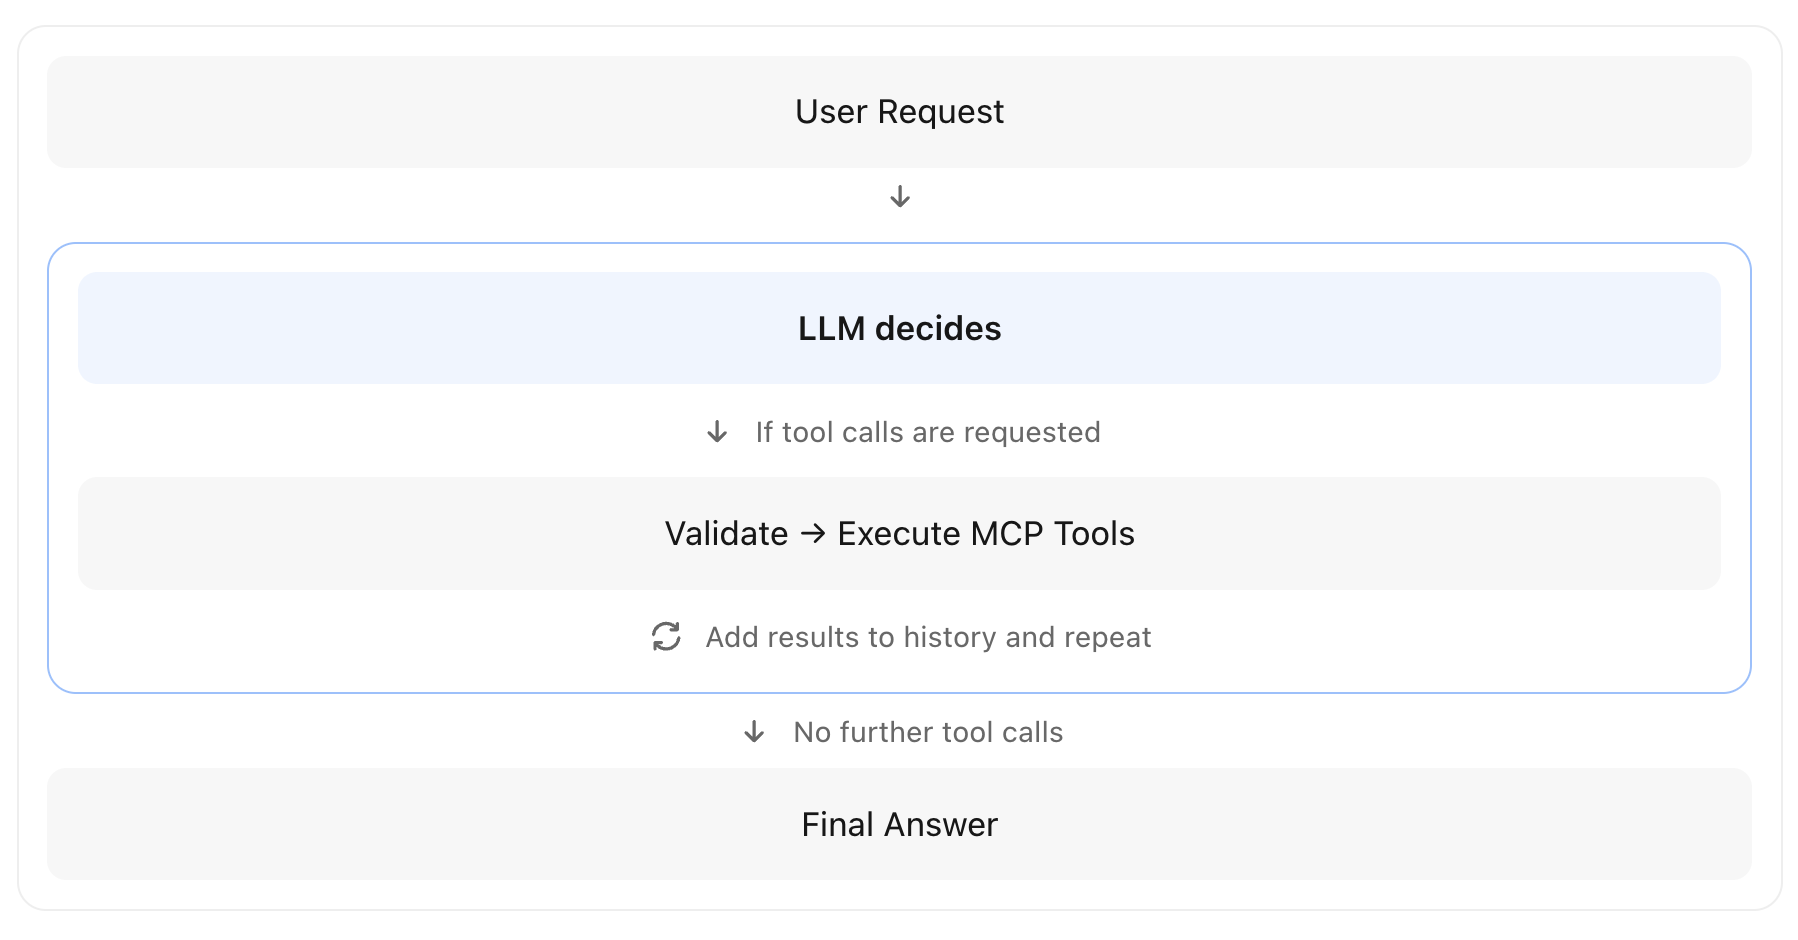 User Request
LLM decides
If tool calls are requested
Validate → Execute MCP Tools
Add results to history and repeat
No further tool calls
Final Answer